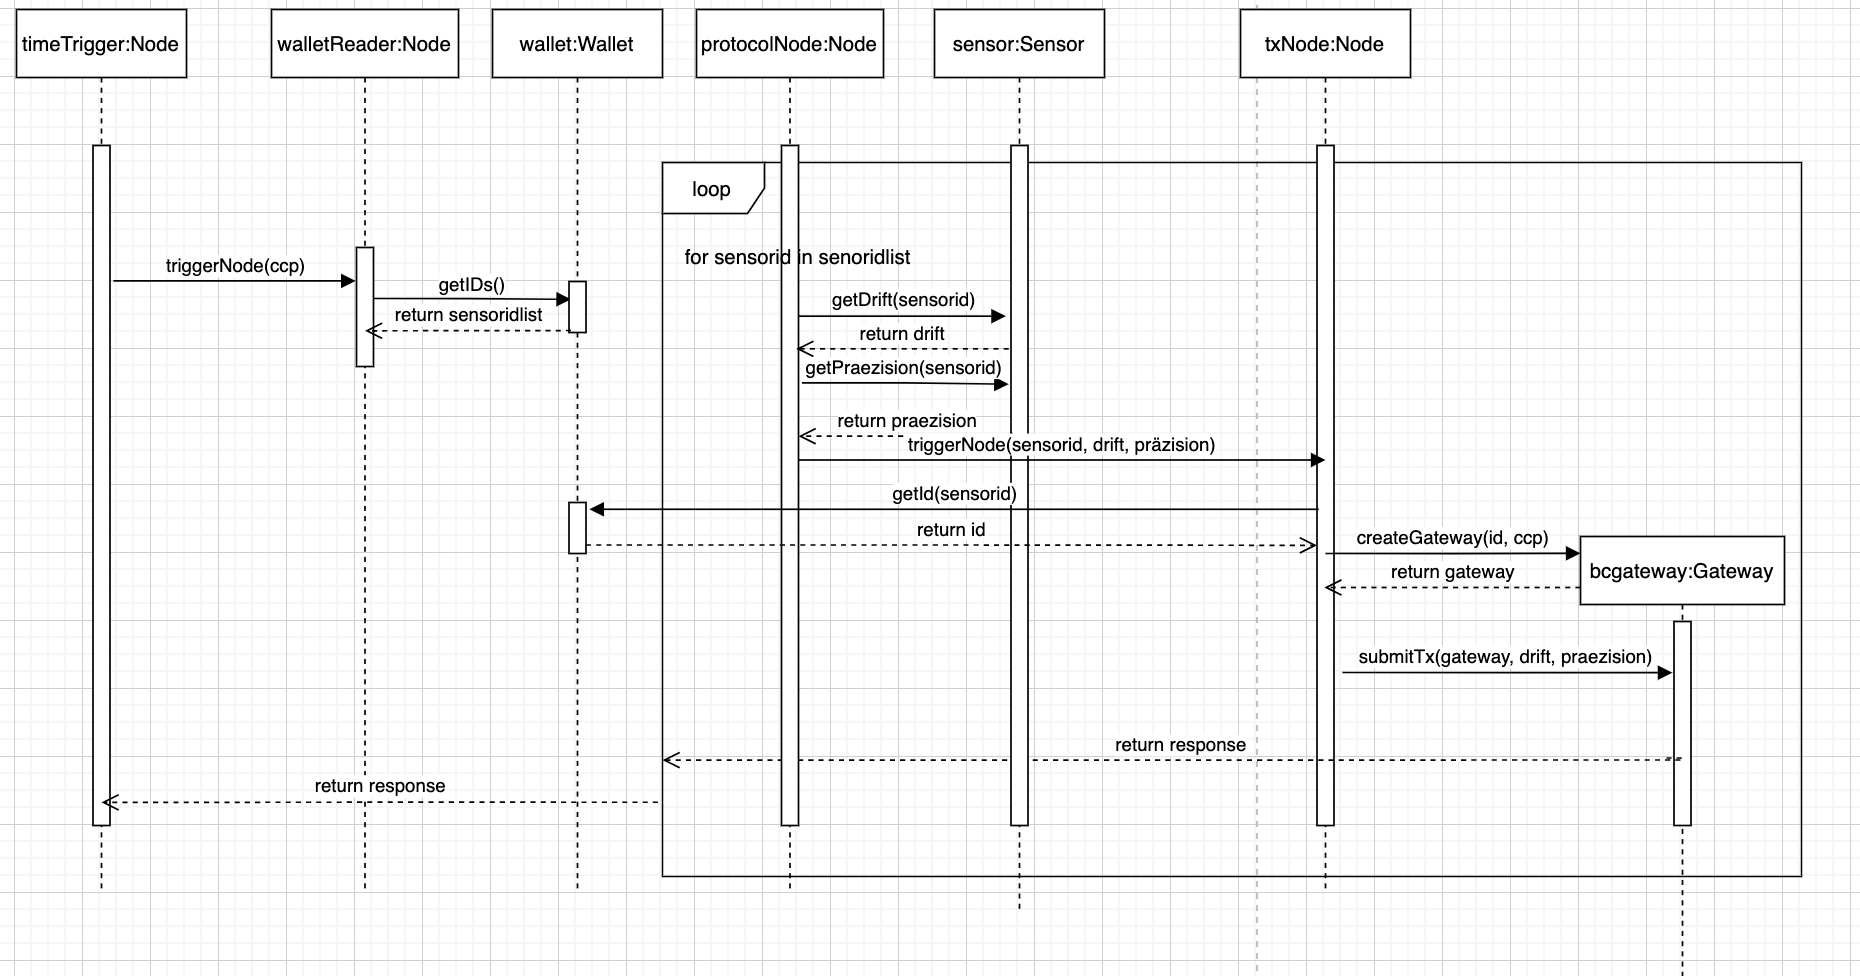 timeTrigger:Node
walletReader:Node
wallet:Wallet
protocolNode:Node
sensor:Sensor
txNode:Node
loop
for sensorid in senoridlist
triggerNode(ccp)
getIDs()
return sensoridlist
getDrift(sensorid)
return drift
getPraezision(sensorid)
return praezision
triggerNode(sensorid, drift, präzision)
getId(sensorid)
return id
createGateway(id, ccp)
return gateway
bcgateway:Gateway
submitTx(gateway, drift, praezision)
return response
return response